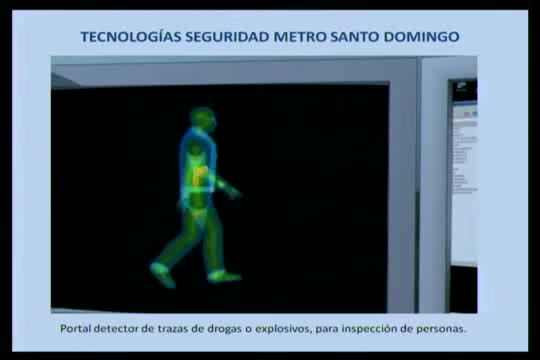 TECNOLOGÍAS SEGURIDAD METRO SANTO DOMINGO
Portal detector de trazas de drogas o explosivos, para inspección de personas.